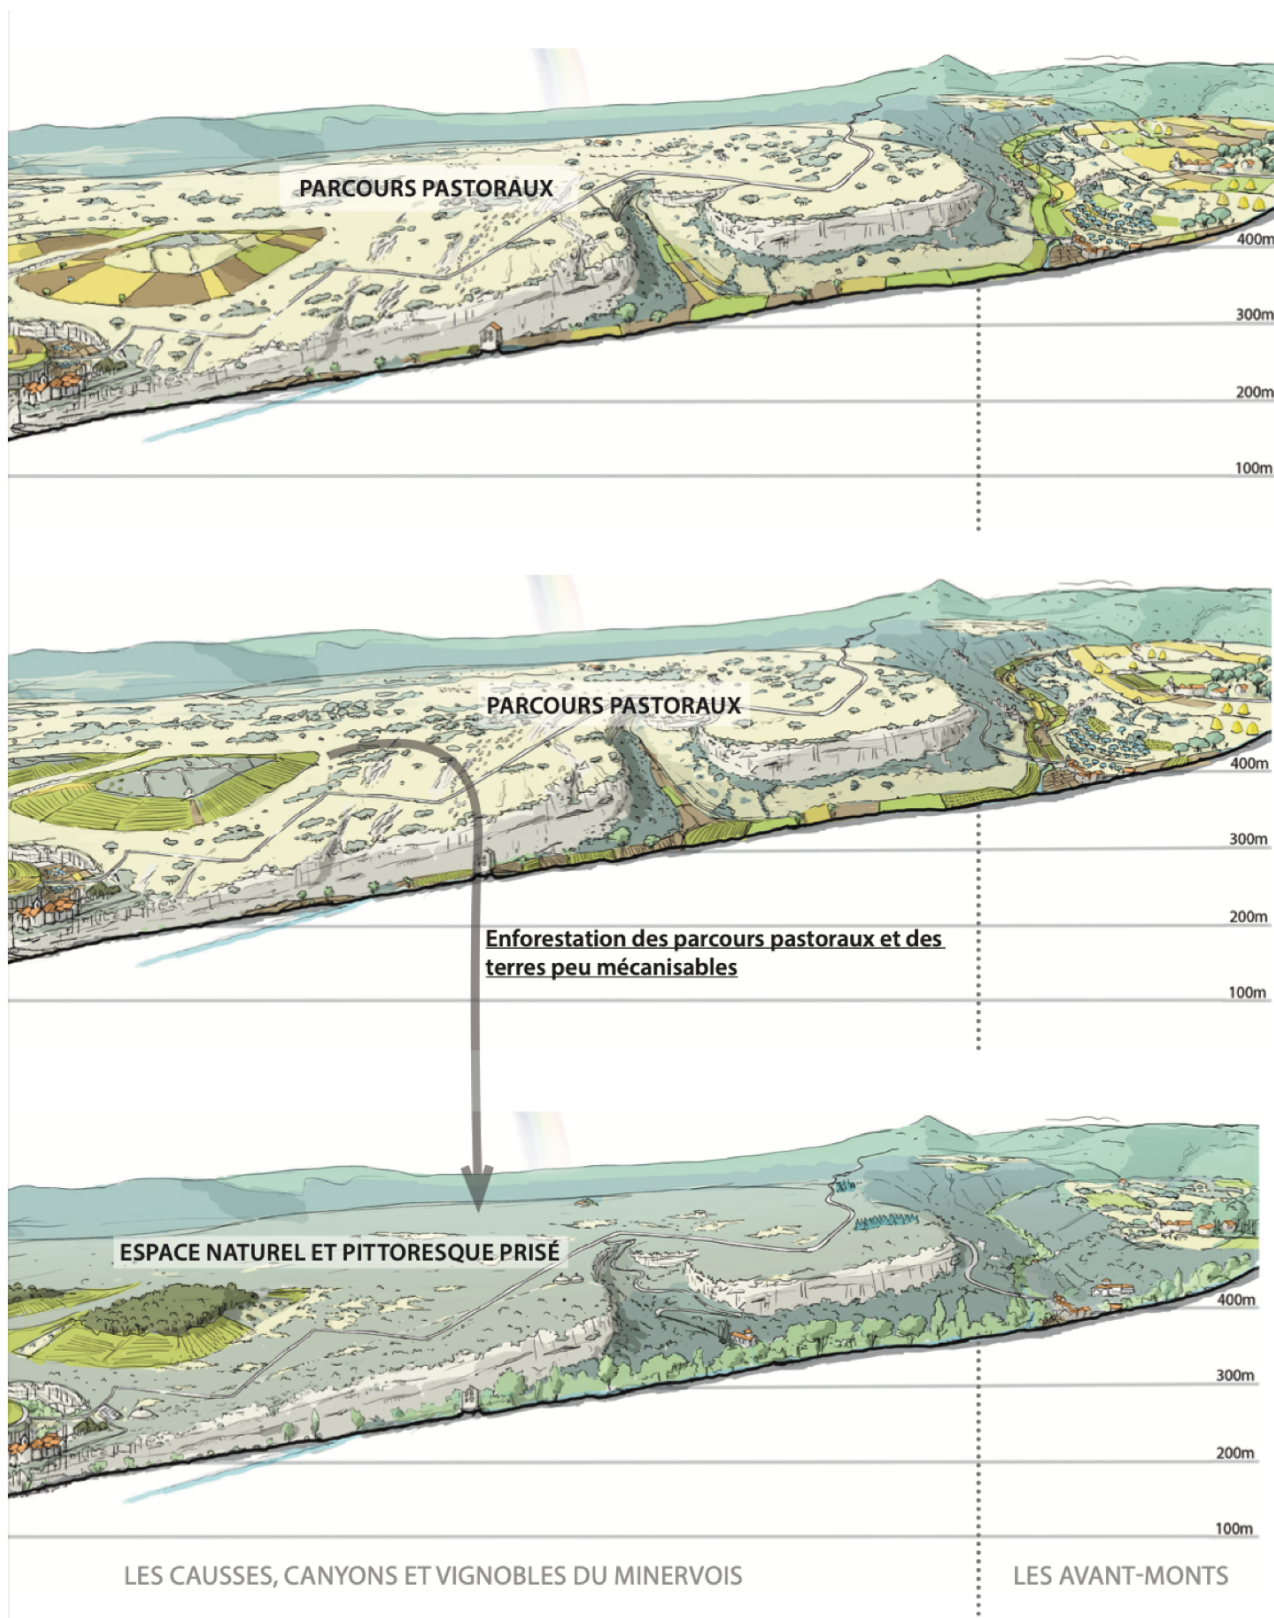 PARCOURS PASTORAUX
400m
300m
200m
100m
PARCOURS PASTORAUX
400m
300m
200m
Enforestation des parcours pastoraux et des
terres peu mécanisables
100m
ESPACE NATUREL ET PITTORESQUE PRISÉ
400m
300m
200m
100m
LES CAUSSES, CANYONS ET VIGNOBLES DU MINERVOIS
LES AVANT-MONTS